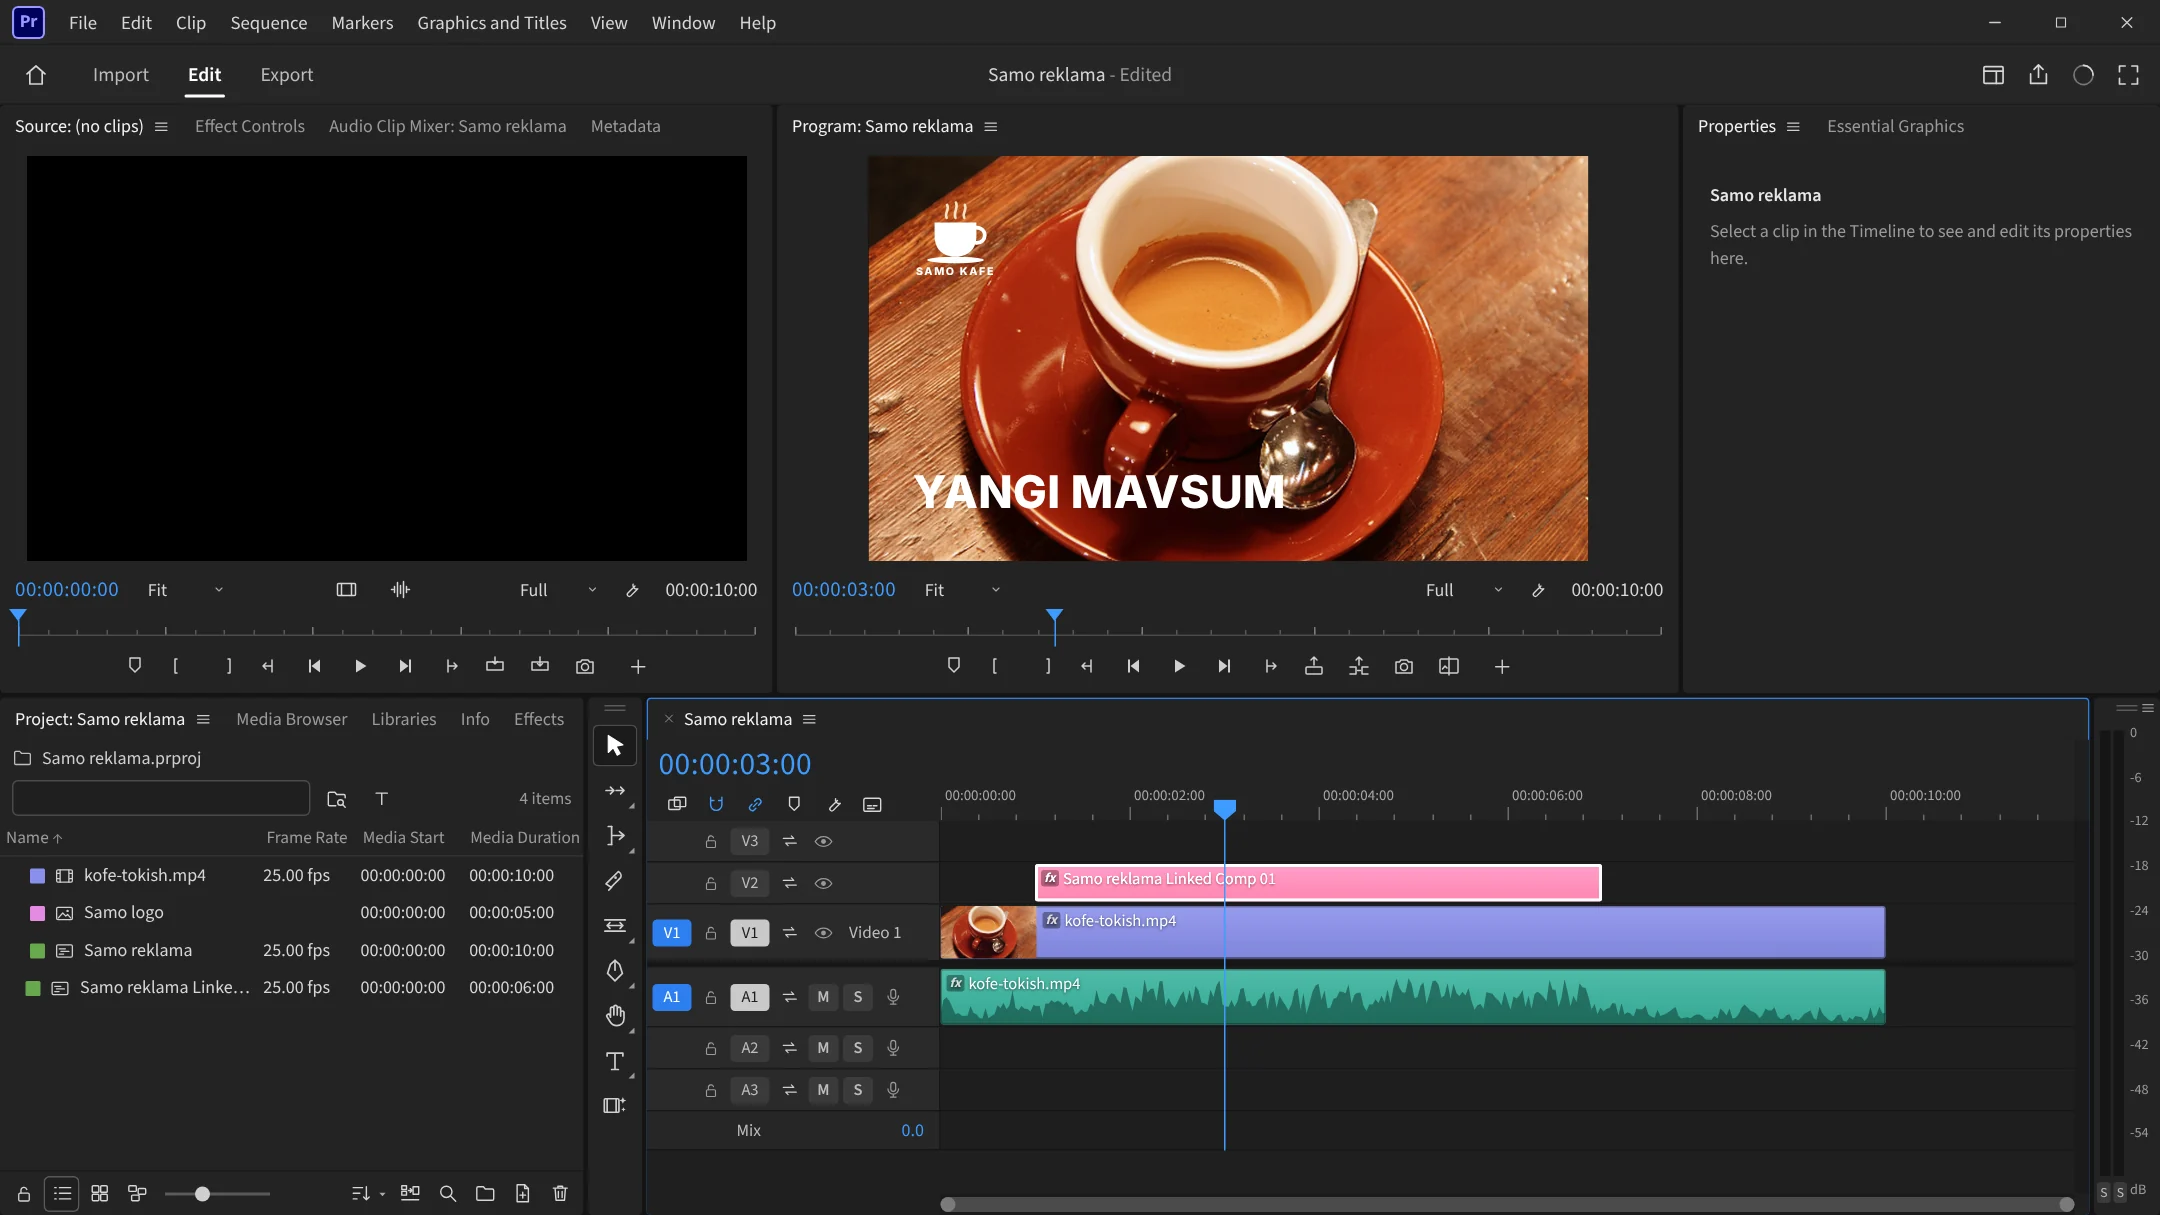 Pr File Edit Clip Sequence Markers Graphics and Titles View Window Help
Import Edit Export Samo reklama - Edited
Source: (no clips) Effect Controls Audio Clip Mixer: Samo reklama Metadata
Program: Samo reklama
Properties Essential Graphics
Samo reklama
Select a clip in the Timeline to see and edit its properties
here.
SAMO KAFE
YANGI MAVSUM
00:00:00:00 Fit Full 00:00:10:00
00:00:03:00 Fit Full 00:00:10:00
Project: Samo reklama Media Browser Libraries Info Effects
Samo reklama.prproj
4 items
Name Frame Rate Media Start Media Duration
kofe-tokish.mp4 25.00 fps 00:00:00:00 00:00:10:00
Samo logo 00:00:00:00 00:00:05:00
Samo reklama 25.00 fps 00:00:00:00 00:00:10:00
Samo reklama Linke... 25.00 fps 00:00:00:00 00:00:06:00
Samo reklama
00:00:03:00
00:00:00:00 00:00:02:00 00:00:04:00 00:00:06:00 00:00:08:00 00:00:10:00
V3
V2 fx Samo reklama Linked Comp 01
V1 V1 Video 1 fx kofe-tokish.mp4
A1 A1 M S fx kofe-tokish.mp4
A2 M S
A3 M S
Mix 0.0
0
-6
-12
-18
-24
-30
-36
-42
-48
-54
S S dB